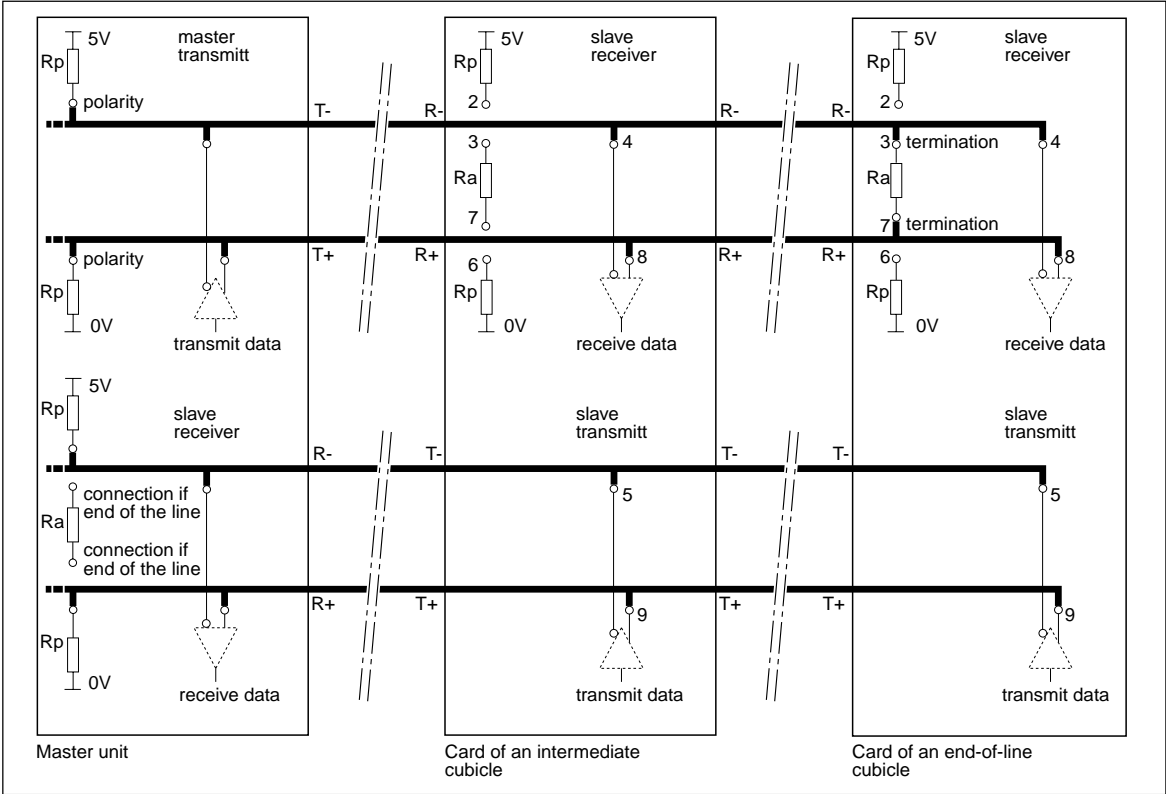 5V
master
transmitt
Rp
polarity
T-
R-
5V
slave
receiver
Rp
2
3
4
Ra
7
R-
R-
5V
slave
receiver
Rp
2
3
termination
4
Ra
7
termination
polarity
Rp
0V
T+
R+
transmit data
6
Rp
0V
8
receive data
R+
R+
6
Rp
0V
8
receive data
5V
Rp
slave
receiver
R-
T-
slave
transmitt
T-
T-
slave
transmitt
connection if
end of the line
Ra
connection if
end of the line
5
5
R+
T+
T+
T+
Rp
0V
receive data
9
transmit data
9
transmit data
Master unit
Card of an intermediate
cubicle
Card of an end-of-line
cubicle